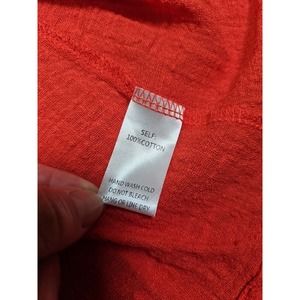 SELF:
100%COTTON
HAND WASH COLD
DO NOT BLEACH
HANG OR LINE DRY